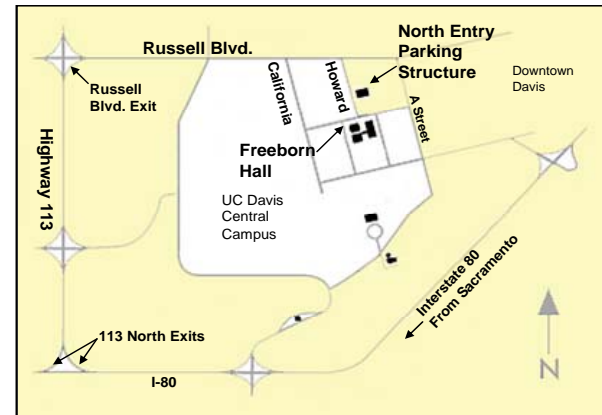 Russell Blvd.
North Entry
Parking
Structure
Russell
Blvd. Exit
California
Howard
A Street
Downtown
Davis
Highway 113
Freeborn
Hall
UC Davis
Central
Campus
Interstate 80
From Sacramento
113 North Exits
I-80
N